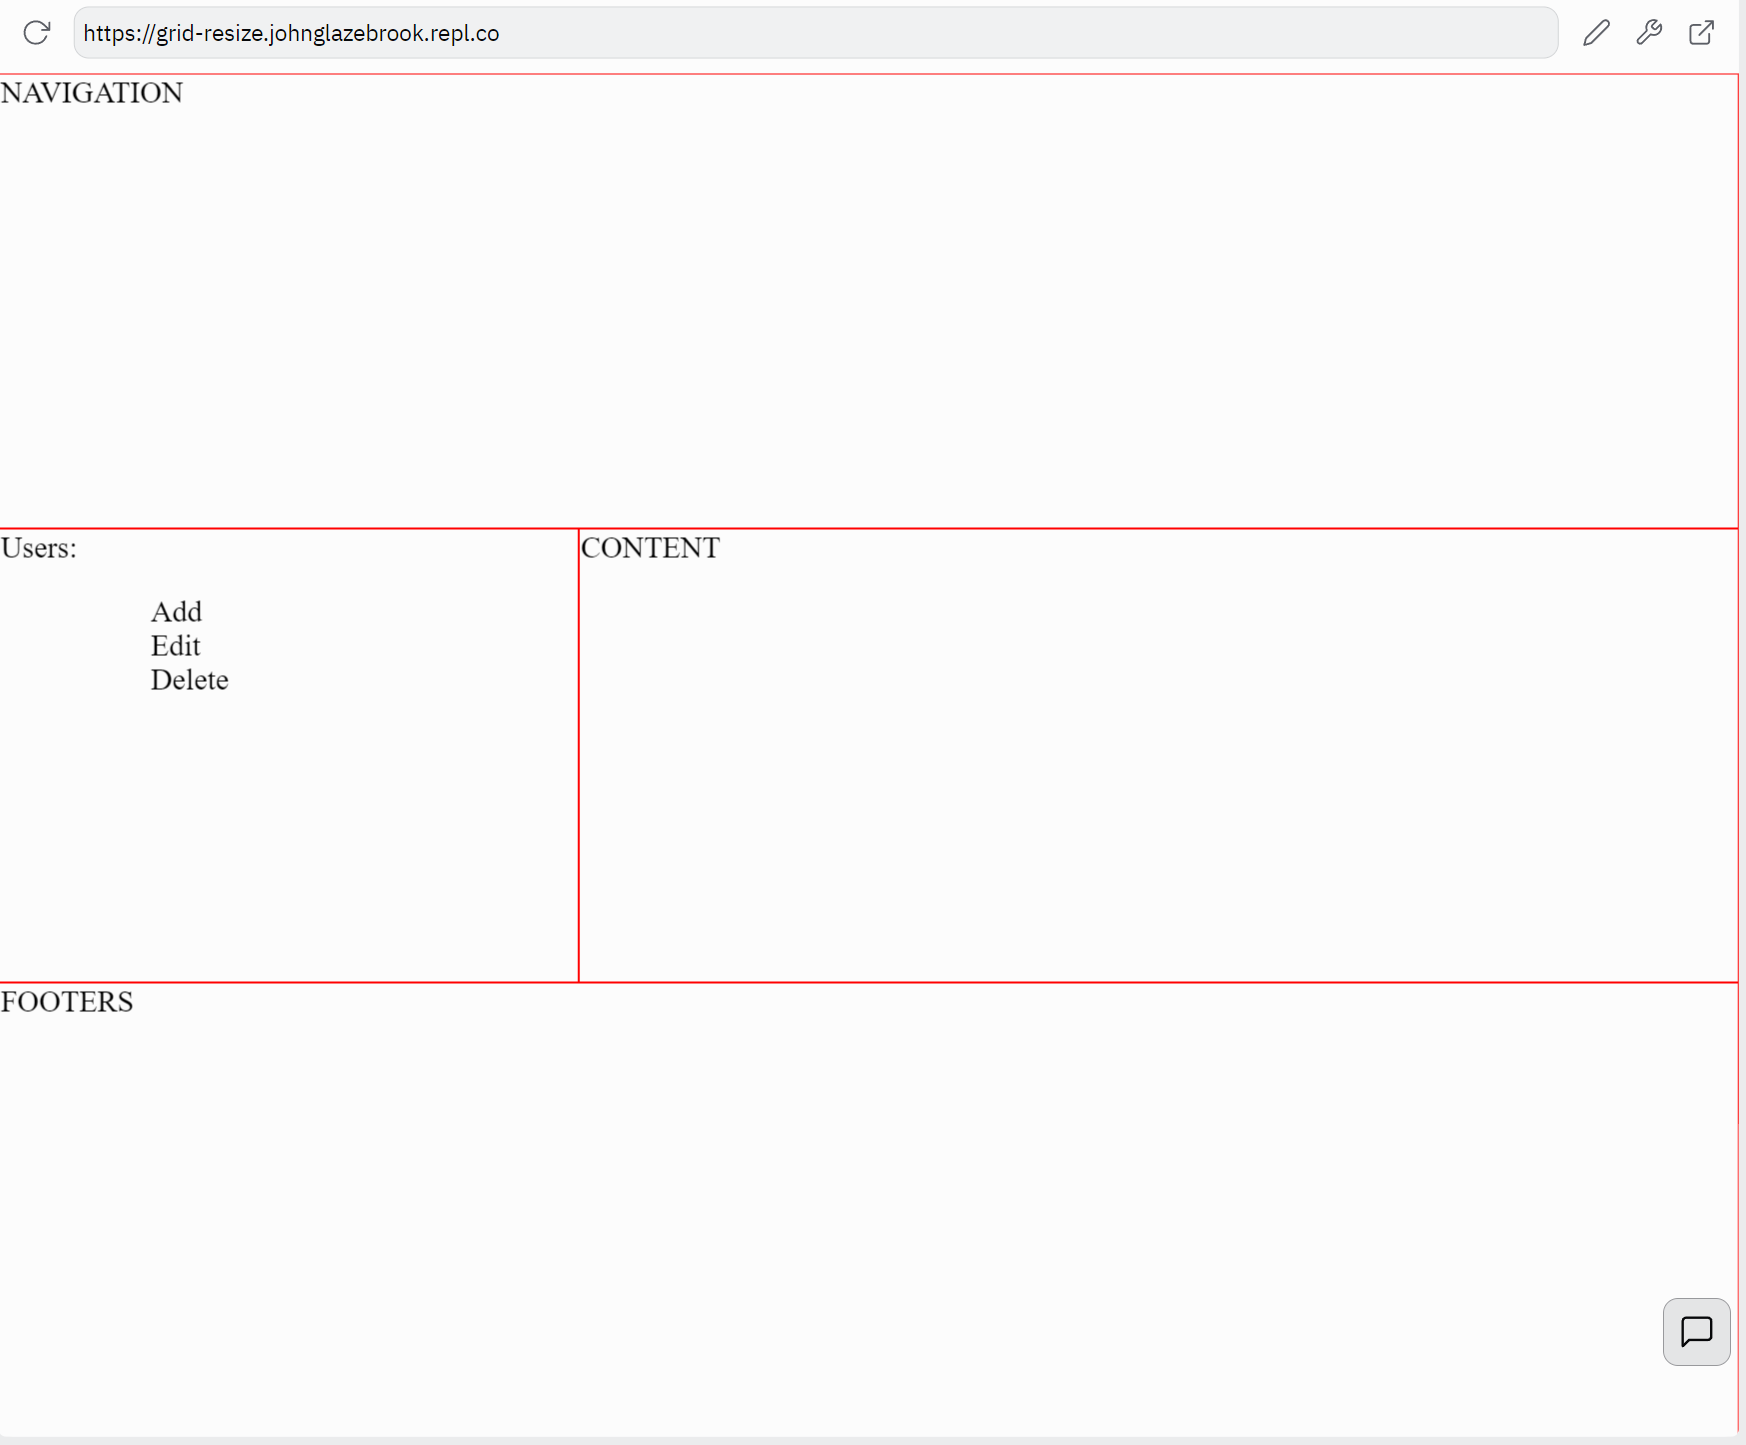 https://grid-resize.johnglazebrook.repl.co
NAVIGATION
Users:
Add
Edit
Delete
CONTENT
FOOTERS